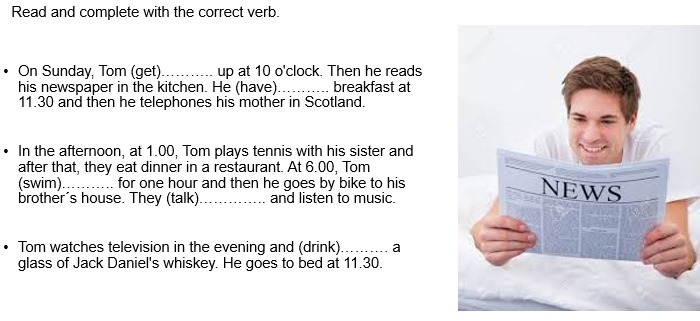 Read and complete with the correct verb.
• On Sunday, Tom (get)……….. up at 10 o'clock. Then he reads
his newspaper in the kitchen. He (have)……….. breakfast at
11.30 and then he telephones his mother in Scotland.
• In the afternoon, at 1.00, Tom plays tennis with his sister and
after that, they eat dinner in a restaurant. At 6.00, Tom
(swim)……….. for one hour and then he goes by bike to his
brother´s house. They (talk)………….. and listen to music.
• Tom watches television in the evening and (drink)………. a
glass of Jack Daniel's whiskey. He goes to bed at 11.30.
NEWS